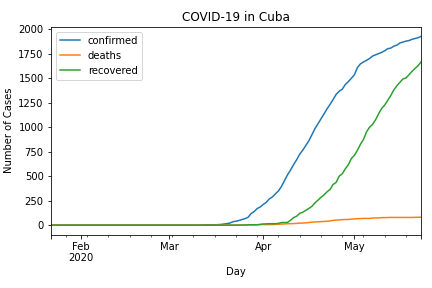 COVID-19 in Cuba
confirmed
deaths
recovered
Number of Cases
2000
1750
1500
1250
1000
750
500
250
0
Feb
2020
Mar
Apr
May
Day